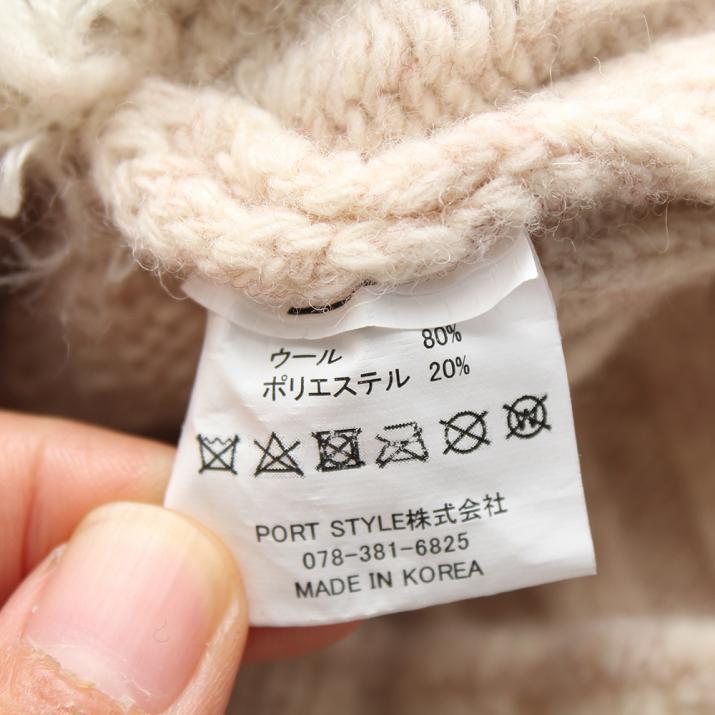 ウール 80%
ポリエステル 20%
W
PORT STYLE株式会社
078-381-6825
MADE IN KOREA